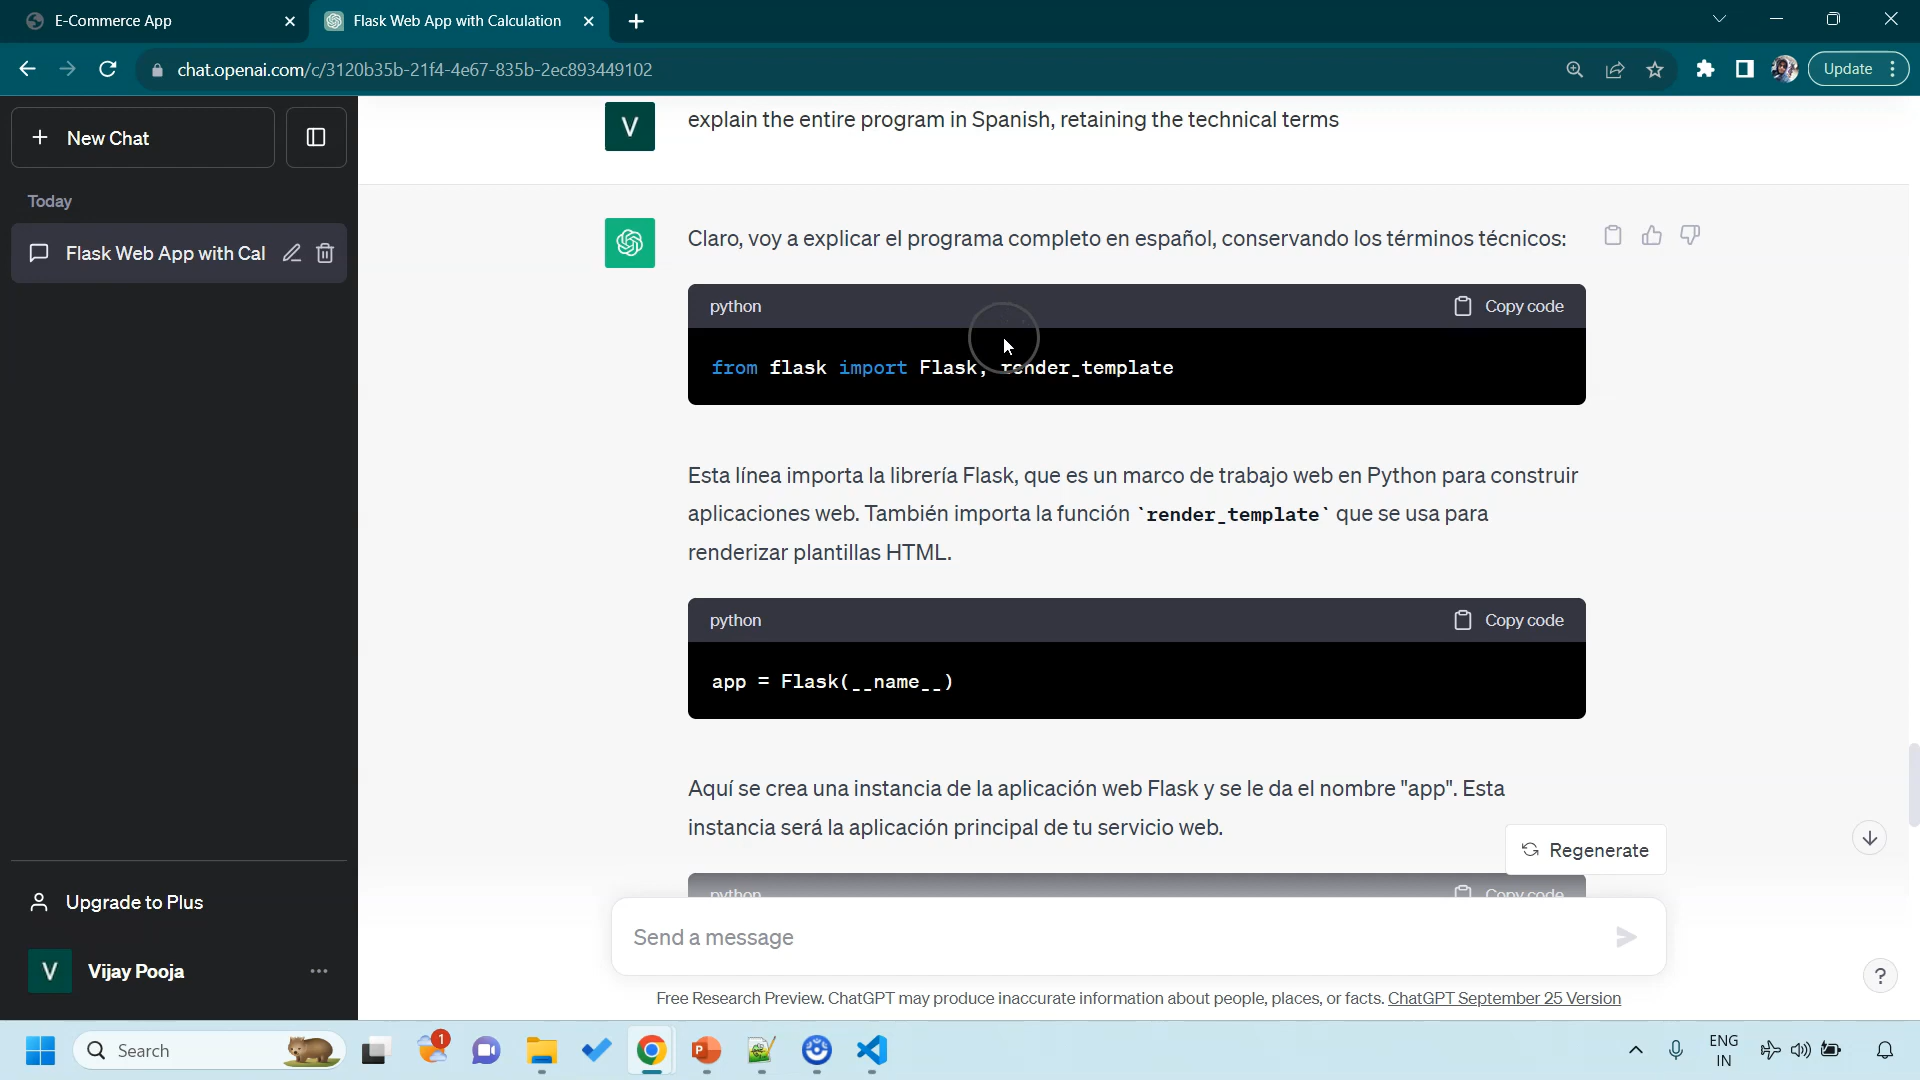 E-Commerce App
Flask Web App with Calculation
chat.openai.com/c/3120b35b-21f4-4e67-835b-2ec893449102
Update
New Chat
Today
Flask Web App with Cal
Upgrade to Plus
V
Vijay Pooja
V
explain the entire program in Spanish, retaining the technical terms
Claro, voy a explicar el programa completo en español, conservando los términos técnicos:
python
Copy code
from flask import Flask, render_template
Esta línea importa la librería Flask, que es un marco de trabajo web en Python para construir
aplicaciones web. También importa la función `render_template` que se usa para
renderizar plantillas HTML.
python
Copy code
app = Flask(__name__)
Aquí se crea una instancia de la aplicación web Flask y se le da el nombre "app". Esta
instancia será la aplicación principal de tu servicio web.
python
Copy code
Regenerate
Send a message
?
Free Research Preview. ChatGPT may produce inaccurate information about people, places, or facts. ChatGPT September 25 Version
Search
1
P
ENG
IN